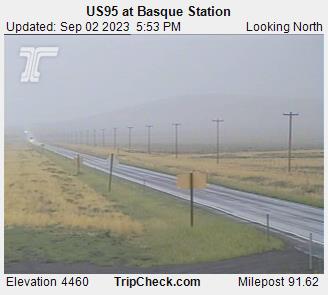 US95 at Basque Station
Updated: Sep 02 2023 5:53 PM Looking North
Elevation 4460 TripCheck.com Milepost 91.62